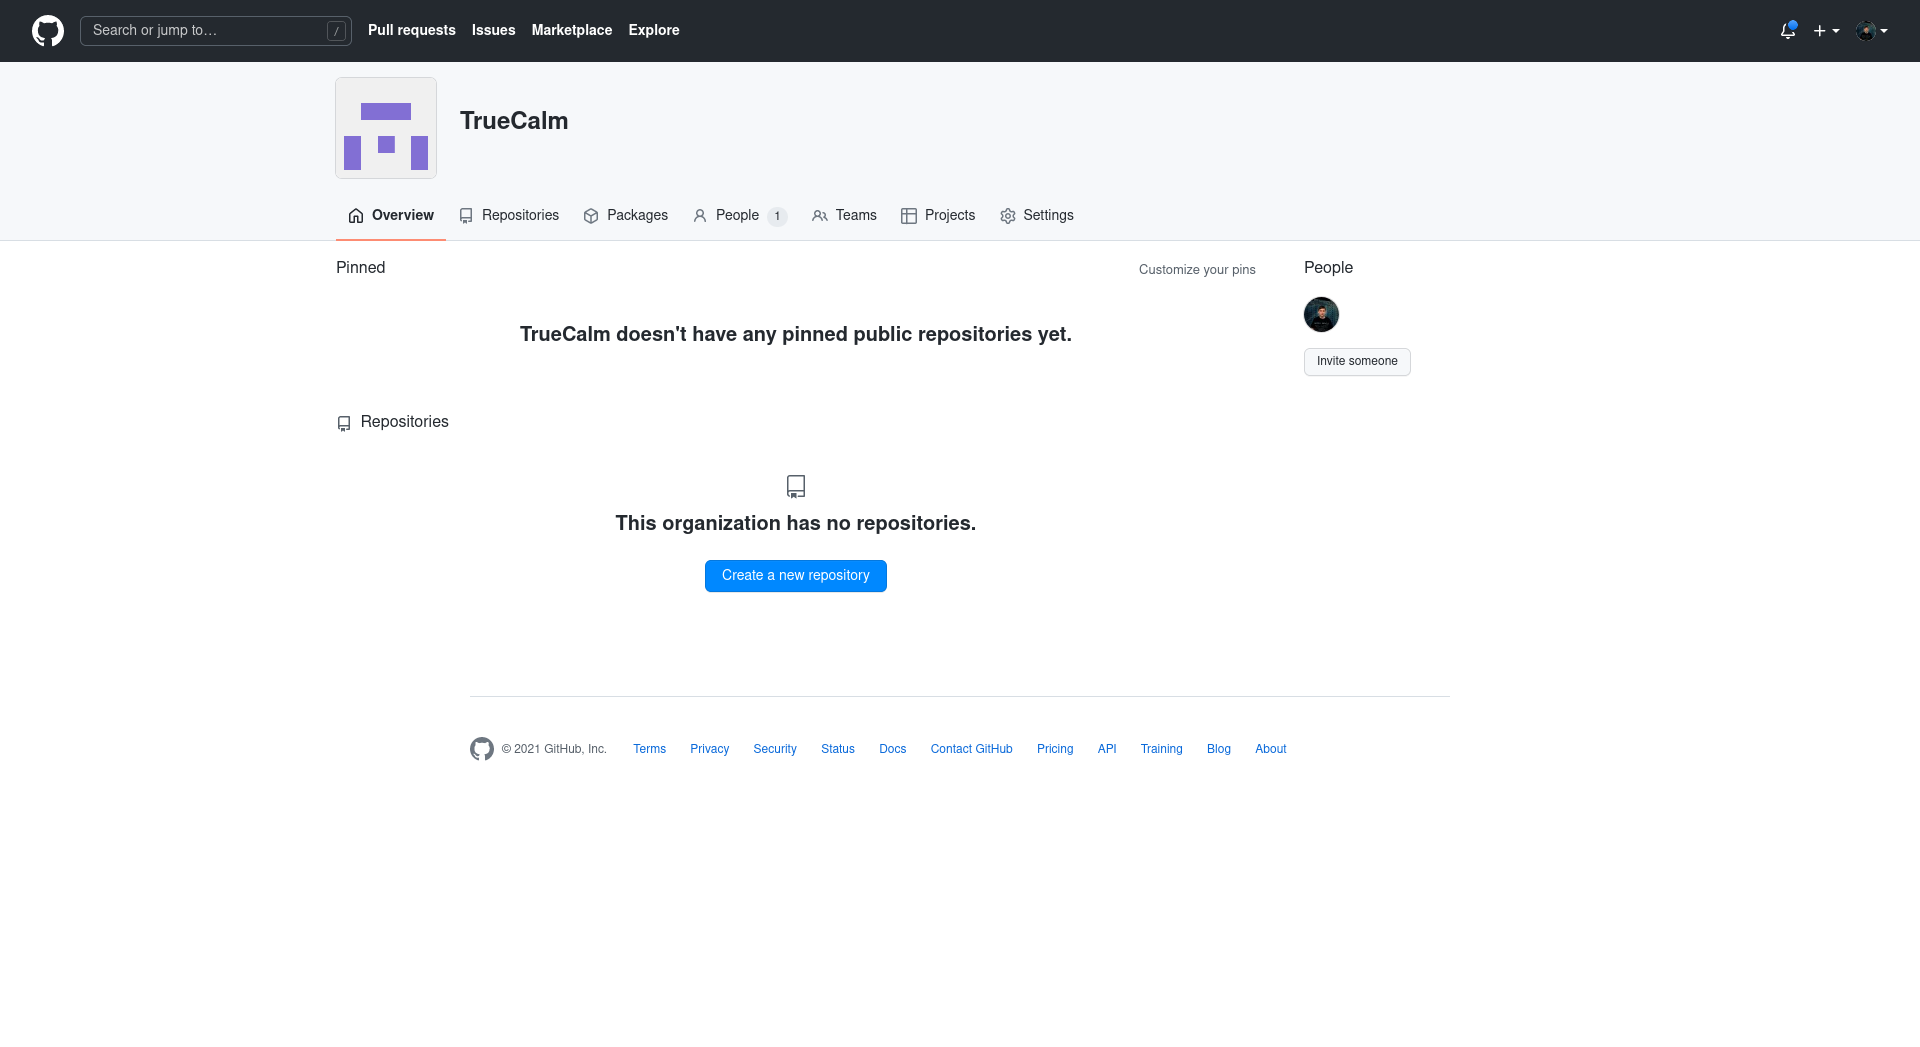 Search or jump to… /
Pull requests Issues Marketplace Explore
TrueCalm
Overview Repositories Packages People 1 Teams Projects Settings
Pinned
Customize your pins
TrueCalm doesn't have any pinned public repositories yet.
Repositories
This organization has no repositories.
Create a new repository
People
Invite someone
© 2021 GitHub, Inc. Terms Privacy Security Status Docs Contact GitHub Pricing API Training Blog About